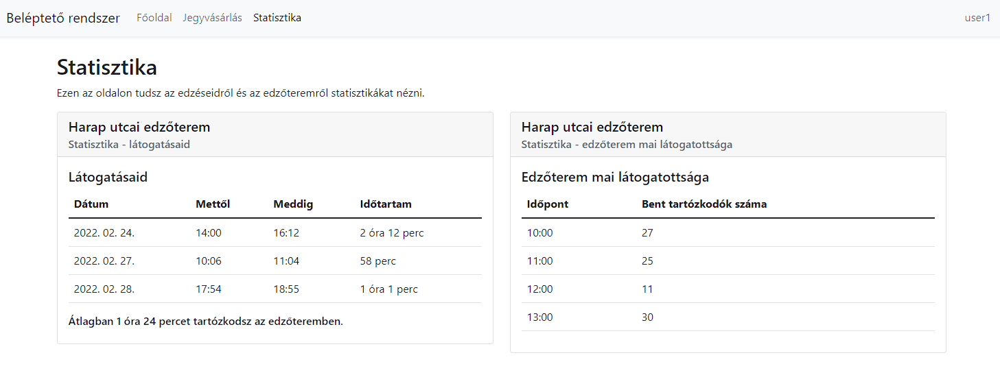 Beléptető rendszer Főoldal Jegyvásárlás Statisztika user1
Statisztika
Ezen az oldalon tudsz az edzéseidről és az edzőteremről statisztikákat nézni.
Harap utcai edzőterem
Statisztika - látogatásaid
Látogatásaid
Dátum Mettől Meddig Időtartam
2022. 02. 24. 14:00 16:12 2 óra 12 perc
2022. 02. 27. 10:06 11:04 58 perc
2022. 02. 28. 17:54 18:55 1 óra 1 perc
Átlagban 1 óra 24 percet tartózkodsz az edzőteremben.
Harap utcai edzőterem
Statisztika - edzőterem mai látogatottsága
Edzőterem mai látogatottsága
Időpont Bent tartózkodók száma
10:00 27
11:00 25
12:00 11
13:00 30